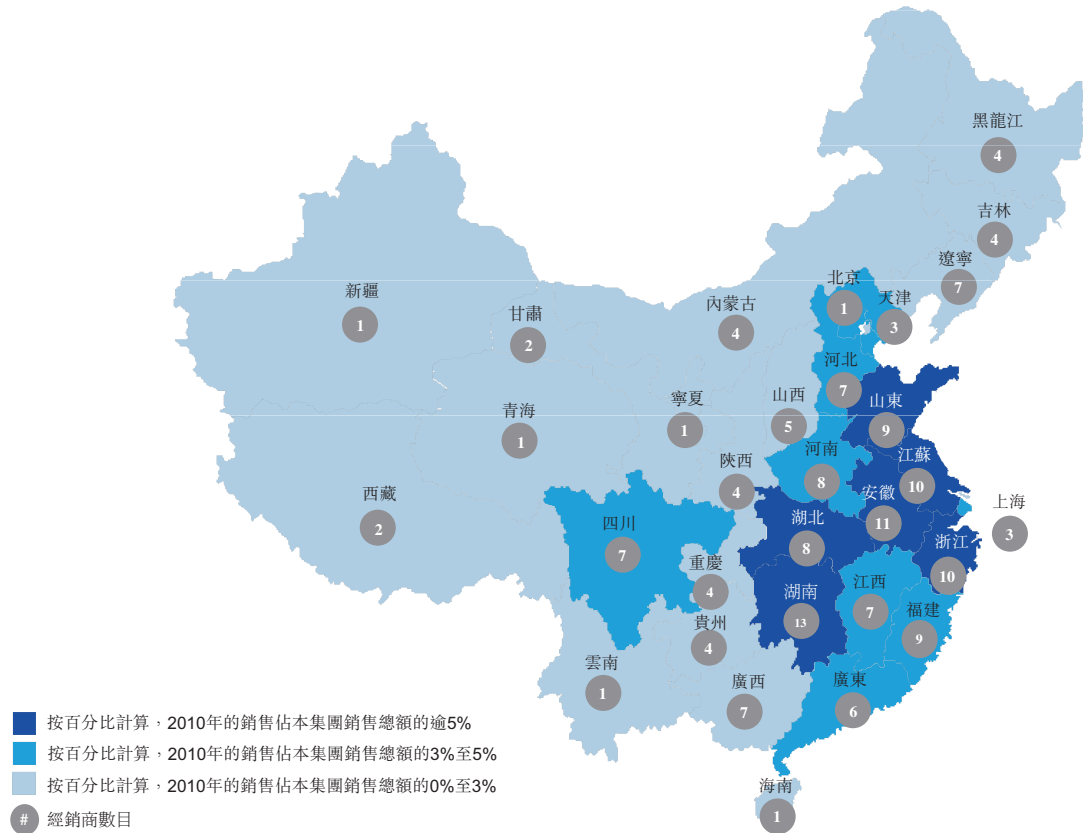 黑龍江
4
吉林
4
遼寧
7
新疆
1
甘肅
2
內蒙古
4
北京
1
天津
3
河北
7
山東
9
青海
1
寧夏
1
山西
5
河南
8
江蘇
10
陝西
4
安徽
11
西藏
2
四川
7
湖北
8
上海
3
浙江
10
重慶
4
湖南
13
江西
7
福建
9
貴州
4
雲南
1
廣西
7
廣東
6
海南
1
按百分比計算，2010年的銷售佔本集團銷售總額的逾5%
按百分比計算，2010年的銷售佔本集團銷售總額的3%至5%
按百分比計算，2010年的銷售佔本集團銷售總額的0%至3%
# 經銷商數目